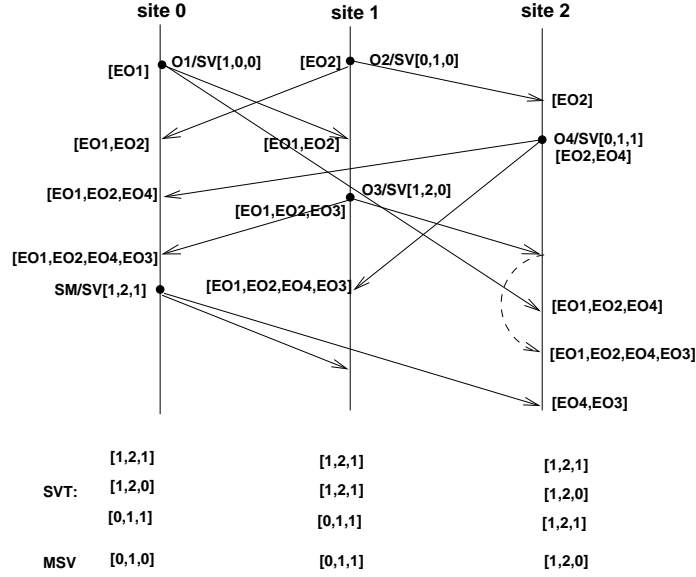 site 0 site 1 site 2
[EO1] O1/SV[1,0,0] [EO2] O2/SV[0,1,0]
[EO2]
[EO1,EO2] [EO1,EO2] O4/SV[0,1,1]
[EO2,EO4]
[EO1,EO2,EO4] O3/SV[1,2,0]
[EO1,EO2,EO3]
[EO1,EO2,EO4,EO3]
SM/SV[1,2,1] [EO1,EO2,EO4,EO3]
[EO1,EO2,EO4]
[EO1,EO2,EO4,EO3]
[EO4,EO3]
[1,2,1] [1,2,1] [1,2,1]
SVT: [1,2,0] [1,2,1] [1,2,0]
[0,1,1] [0,1,1] [1,2,1]
MSV [0,1,0] [0,1,1] [1,2,0]